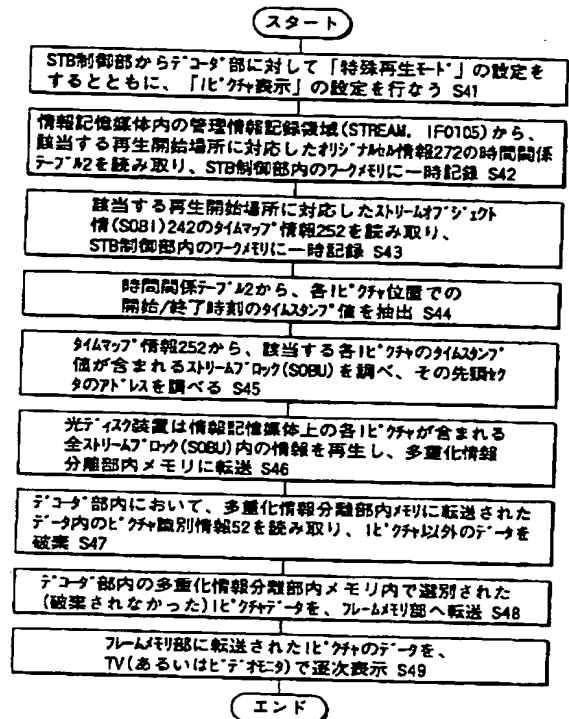 スタート
STB制御部からデコーダ部に対して「特殊再生モード」の設定を
するとともに、「Iピクチャ表示」の設定を行なう S41
情報記憶媒体内の管理情報記録領域(STREAM. IFO105)から、
該当する再生開始場所に対応したオリジナルセル情報272の時間関係
テーブル2を読み取り、STB制御部内のワークメモリに一時記録 S42
該当する再生開始場所に対応したストリームオブジェクト
情(SOBI)242のタイムマップ情報252を読み取り、
STB制御部内のワークメモリに一時記録 S43
時間関係テーブル2から、各Iピクチャ位置での
開始/終了時刻のタイムスタンプ値を抽出 S44
タイムマップ情報252から、該当する各Iピクチャのタイムスタンプ
値が含まれるストリームブロック(SOBU)を調べ、その先頭セク
タのアドレスを調べる S45
光ディスク装置は情報記憶媒体上の各Iピクチャが含まれる
全ストリームブロック(SOBU)内の情報を再生し、多重化情報
分離部内メモリに転送 S46
デコーダ部内において、多重化情報分離部内メモリに転送された
データ内のピクチャ識別情報52を読み取り、Iピクチャ以外のデータを
破棄 S47
デコーダ部内の多重化情報分離部内メモリ内で選別された
(破棄されなかった)Iピクチャデータを、フレームメモリ部へ転送 S48
フレームメモリ部に転送されたIピクチャのデータを、
TV(あるいはビデオモニタ)で逐次表示 S49
エンド